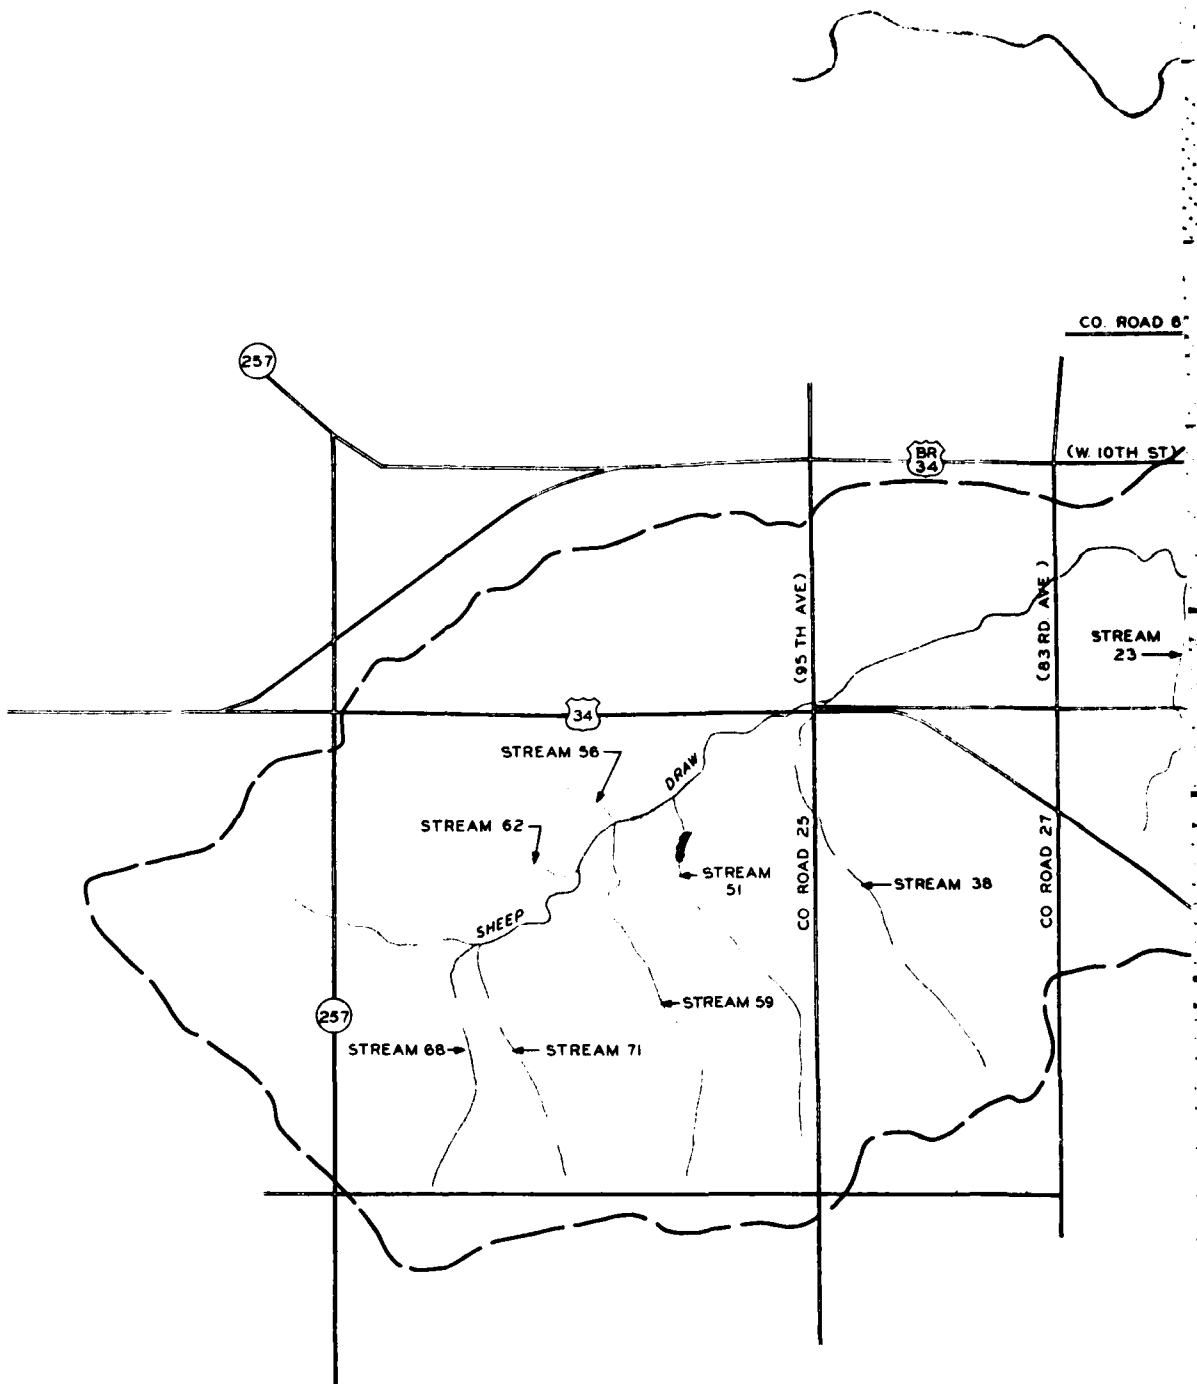 CO. ROAD 6
257
BR
34
(W. 10TH ST)
(95 TH AVE)
(83 RD AVE)
STREAM
23
34
STREAM 56
DRAW
STREAM 62
STREAM
51
CO ROAD 25
STREAM 38
CO ROAD 27
SHEEP
STREAM 59
257
STREAM 68
STREAM 71